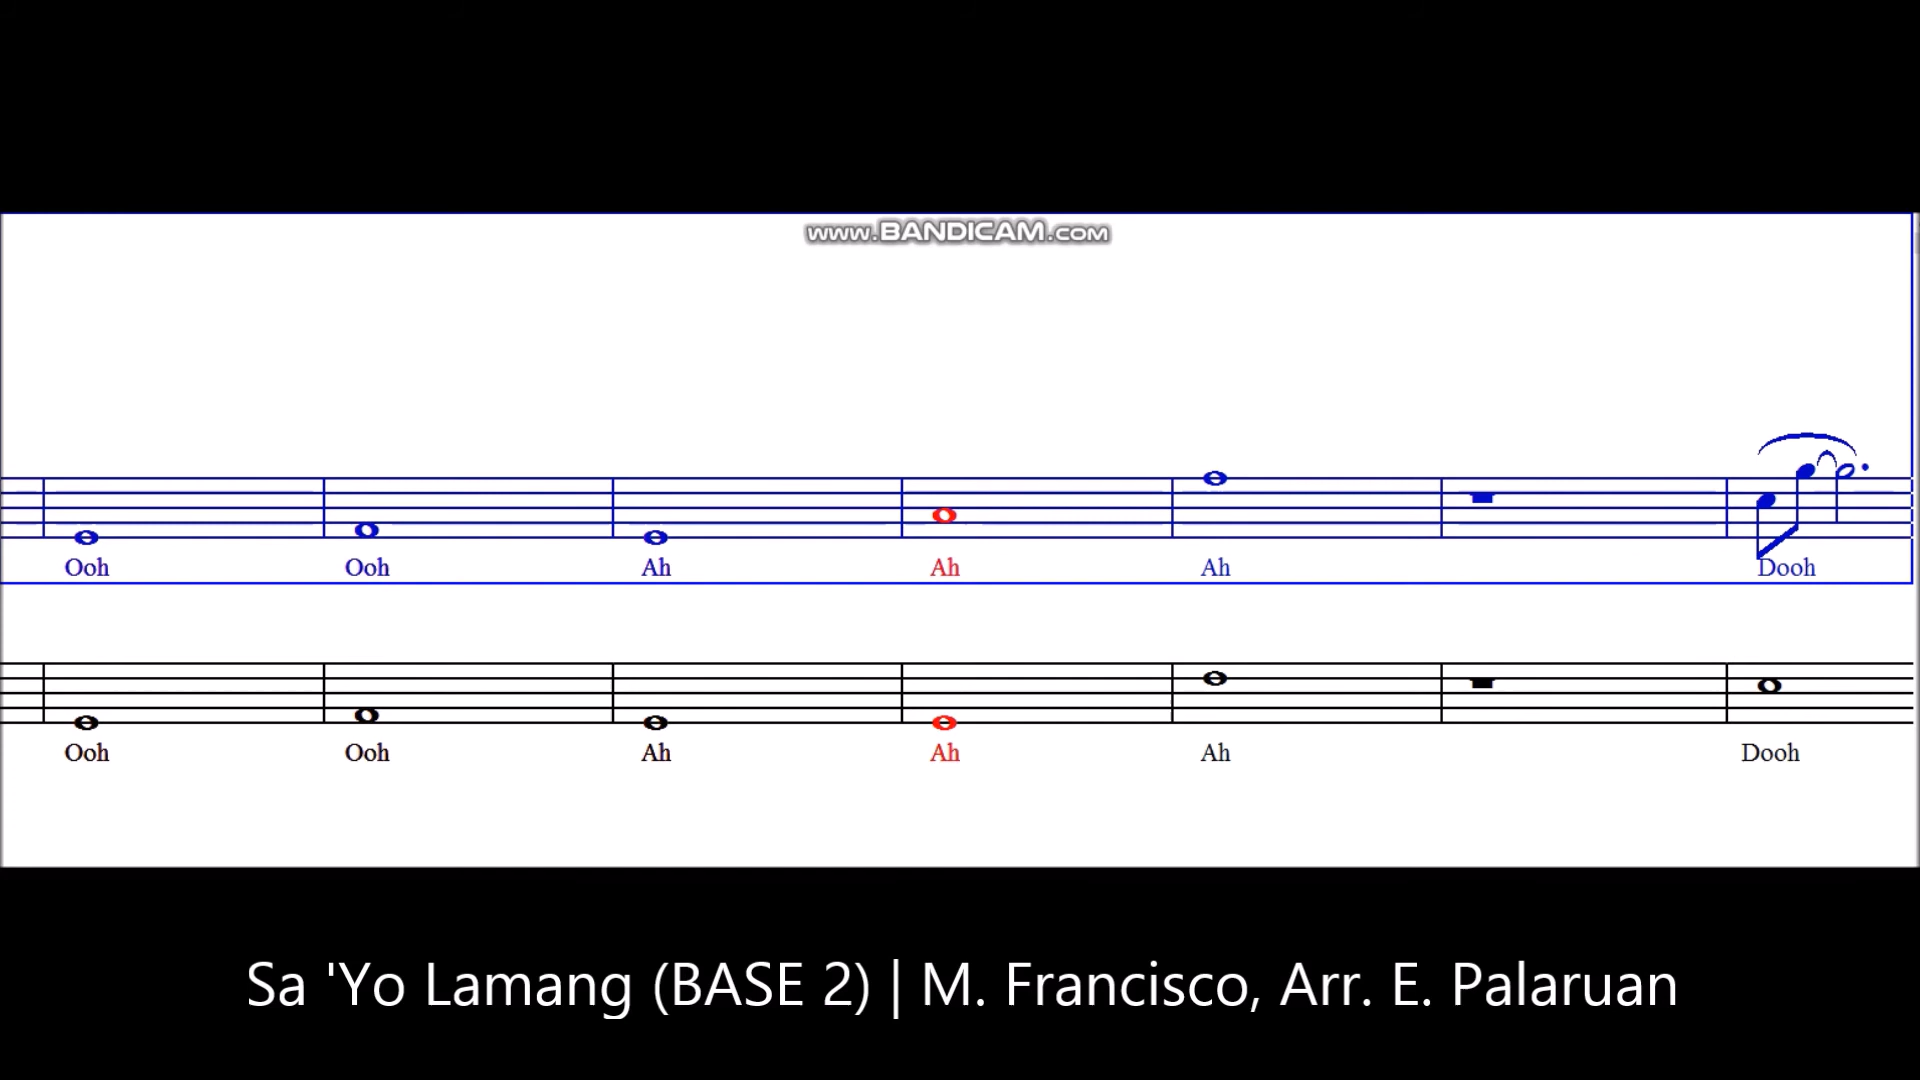 www.BANDICAM.com
Ooh Ooh Ah Ah Ah Dooh
Ooh Ooh Ah Ah Ah Dooh
Sa 'Yo Lamang (BASE 2) | M. Francisco, Arr. E. Palaruan